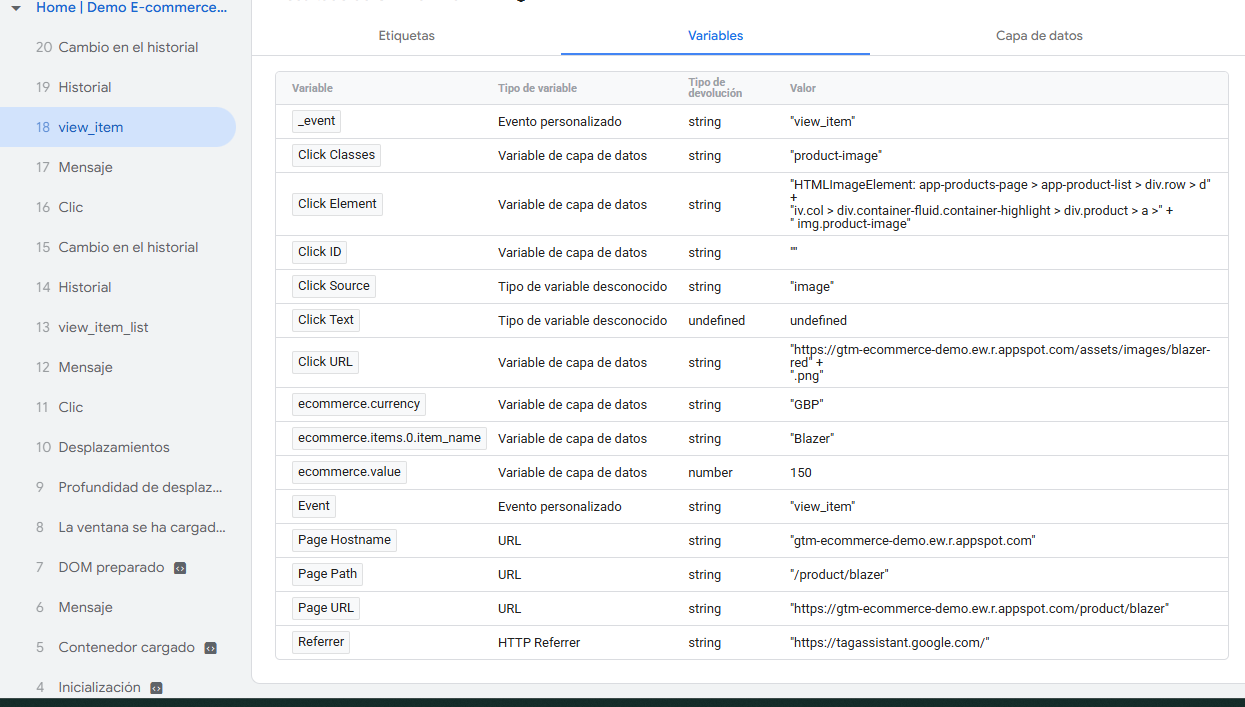 Home | Demo E-commerce...
20 Cambio en el historial
19 Historial
18 view_item
17 Mensaje
16 Clic
15 Cambio en el historial
14 Historial
13 view_item_list
12 Mensaje
11 Clic
10 Desplazamientos
9 Profundidad de desplaz...
8 La ventana se ha cargad...
7 DOM preparado
6 Mensaje
5 Contenedor cargado
4 Inicialización
Etiquetas Variables Capa de datos
Variable Tipo de variable Tipo de devolución Valor
_event Evento personalizado string "view_item"
Click Classes Variable de capa de datos string "product-image"
Click Element Variable de capa de datos string "HTMLImageElement: app-products-page > app-product-list > div.row > d"
+
"iv.col > div.container-fluid.container-highlight > div.product > a >" +
" img.product-image"
Click ID Variable de capa de datos string ""
Click Source Tipo de variable desconocido string "image"
Click Text Tipo de variable desconocido undefined undefined
Click URL Variable de capa de datos string "https://gtm-ecommerce-demo.ew.r.appspot.com/assets/images/blazer-
red" +
".png"
ecommerce.currency Variable de capa de datos string "GBP"
ecommerce.items.0.item_name Variable de capa de datos string "Blazer"
ecommerce.value Variable de capa de datos number 150
Event Evento personalizado string "view_item"
Page Hostname URL string "gtm-ecommerce-demo.ew.r.appspot.com"
Page Path URL string "/product/blazer"
Page URL URL string "https://gtm-ecommerce-demo.ew.r.appspot.com/product/blazer"
Referrer HTTP Referrer string "https://tagassistant.google.com/"